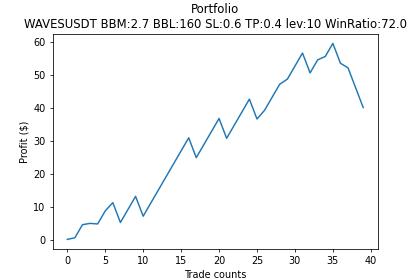 Portfolio
WAVESUSDT BBM:2.7 BBL:160 SL:0.6 TP:0.4 lev:10 WinRatio:72.0
60
50
40
30
20
10
0
Profit ($)
0 5 10 15 20 25 30 35 40
Trade counts